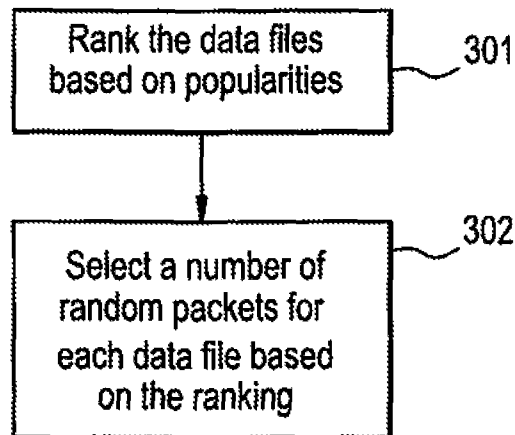 Rank the data files
based on popularities
301
Select a number of
random packets for
each data file based
on the ranking
302